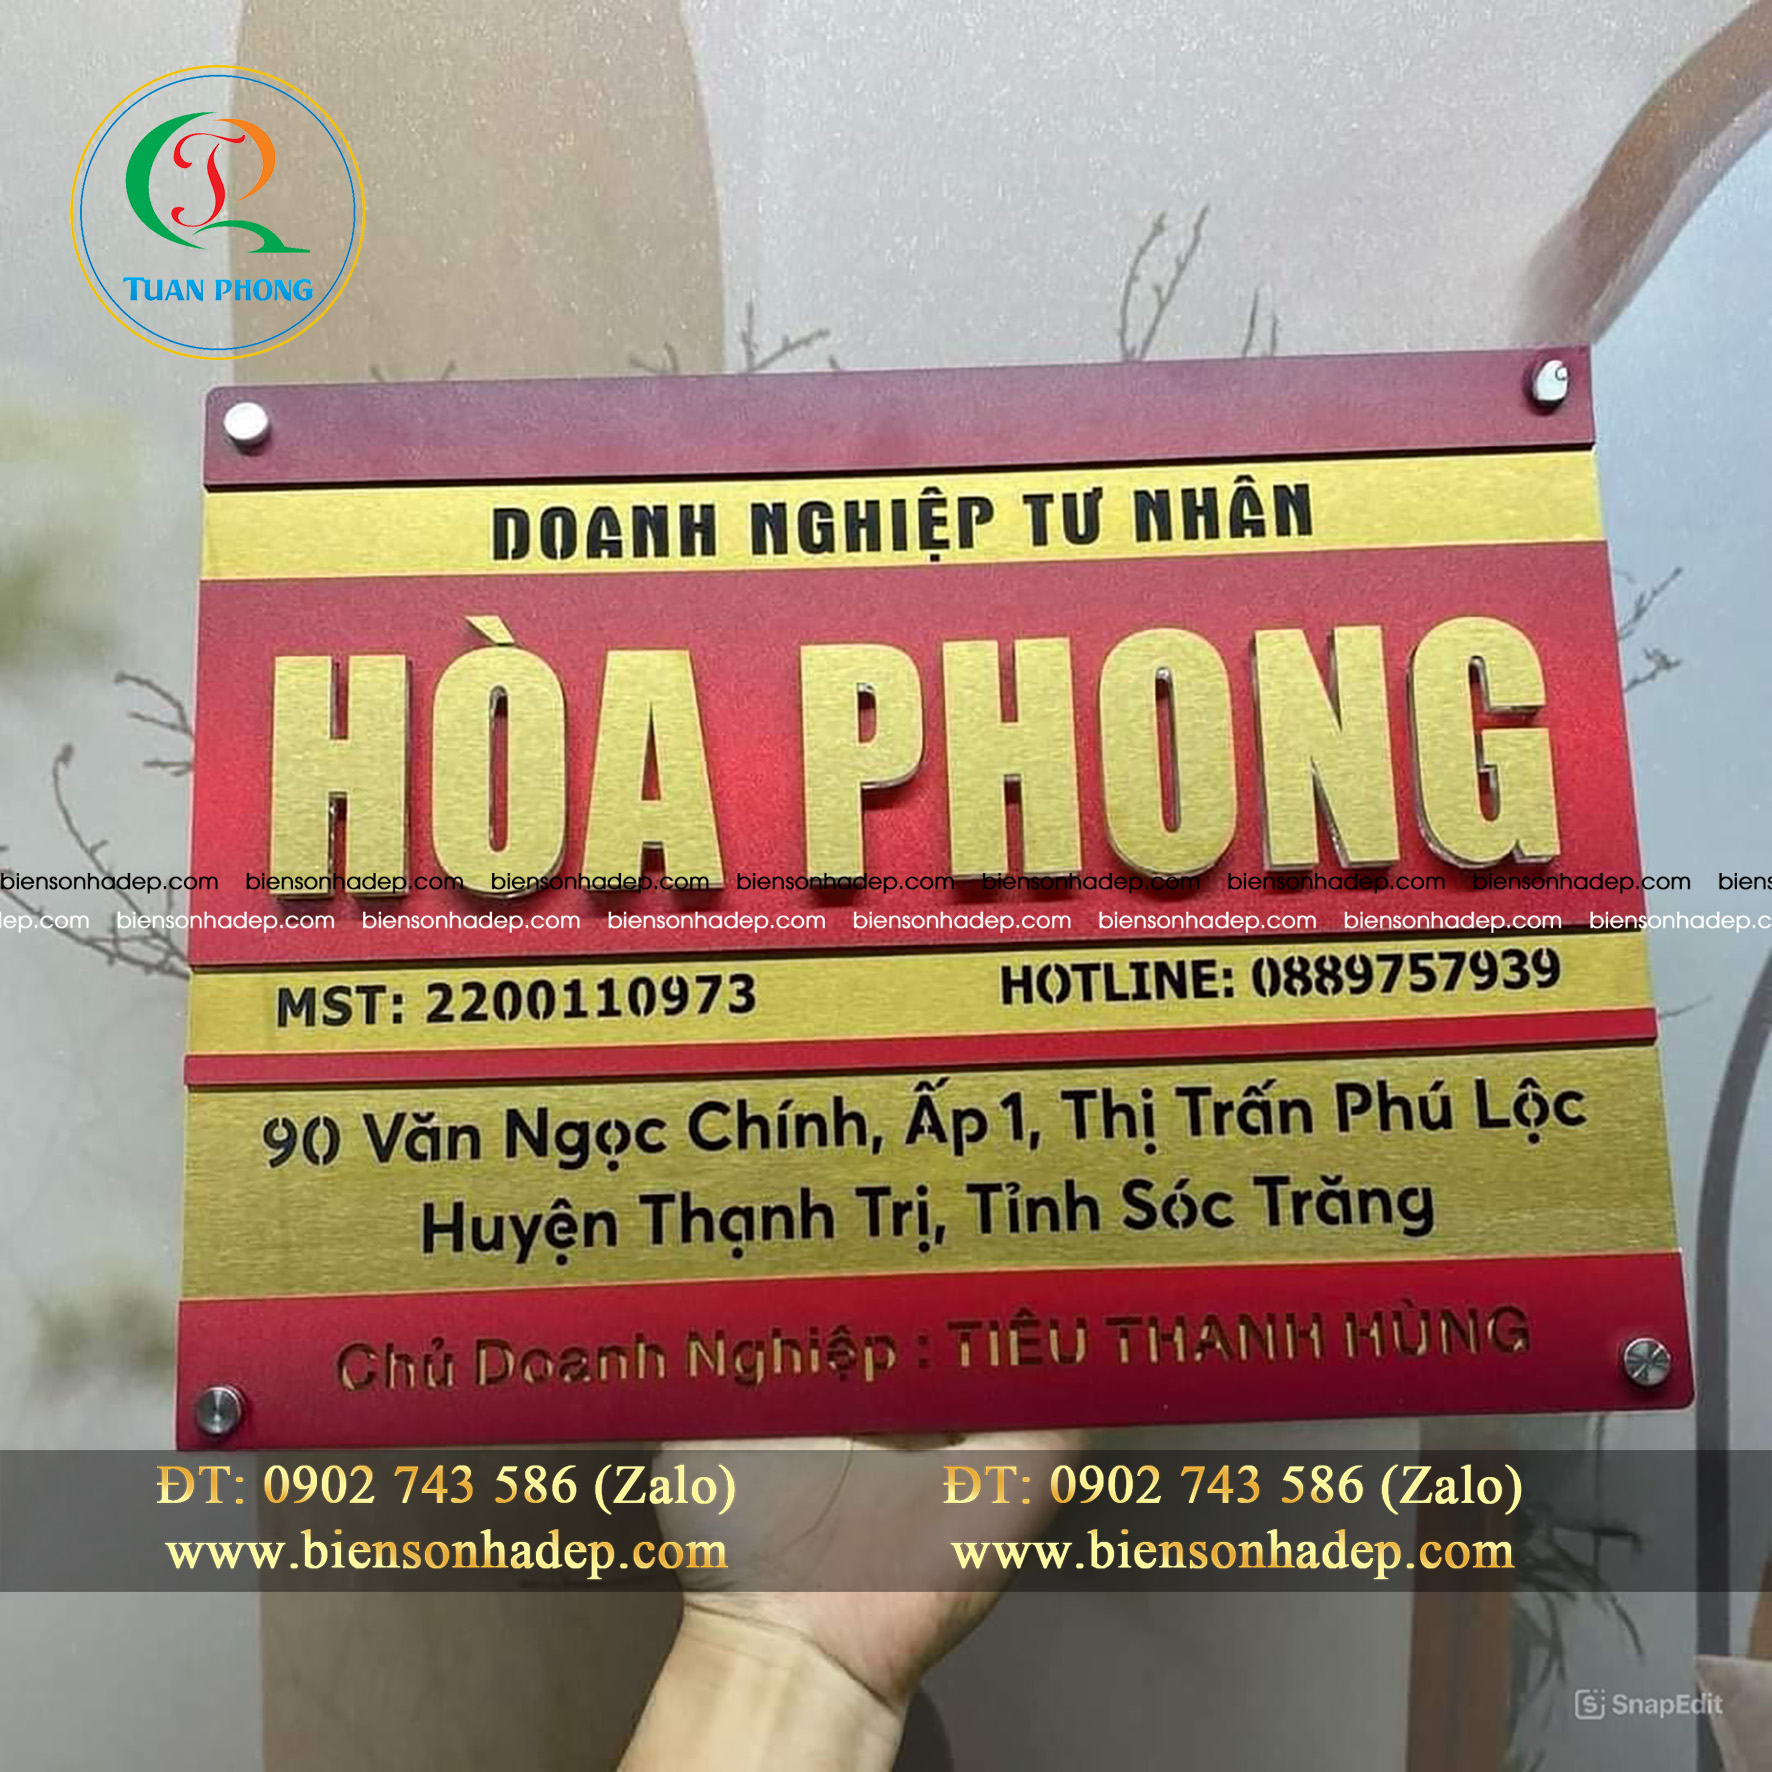 TUAN PHONG
DOANH NGHIỆP TƯ NHÂN
HÒA PHONG
biensonhadep.com biensonhadep.com biensonhadep.com biensonhadep.com biensonhadep.com biensonhadep.com biensonhadep.com biens
ep.com biensonhadep.com biensonhadep.com biensonhadep.com biensonhadep.com biensonhadep.com biensonhadep.com biensonhadep.c
MST: 2200110973 HOTLINE: 0889757939
90 Văn Ngọc Chính, Ấp 1, Thị Trấn Phú Lộc
Huyện Thạnh Trị, Tỉnh Sóc Trăng
Chủ Doanh Nghiệp : TIÊU THANH HÙNG
ĐT: 0902 743 586 (Zalo) ĐT: 0902 743 586 (Zalo)
www.biensonhadep.com www.biensonhadep.com
SnapEdit